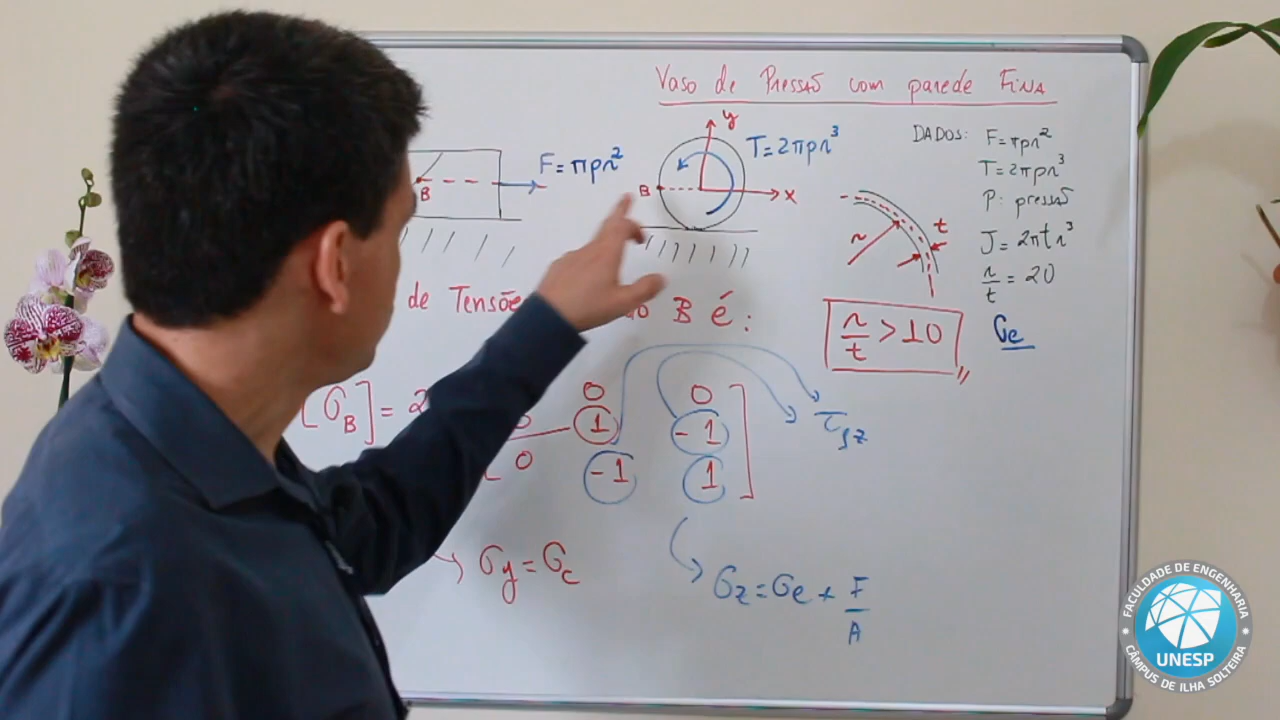 Vaso de Pressão com parede Fina
y
T = 2πpr³
F = πpr²
B
B
x
DADOS: F = πpr²
T = 2πpr³
P: pressão
J = 2πtr³
r/t = 20
σe
r
t
r/t > 10
de Tensõe
B é:
[σB] = 2
0 0
1 -1
0 -1 1
τyz
σy = σc
σz = σe + F/A
FACULDADE DE ENGENHARIA
UNESP
CÂMPUS DE ILHA SOLTEIRA